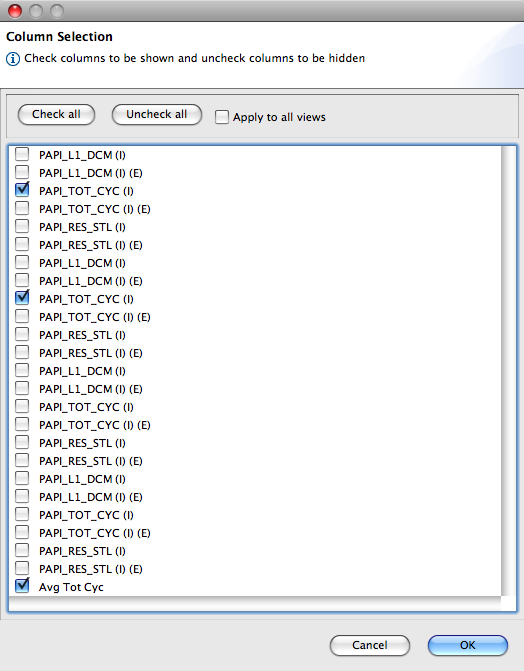 Column Selection
Check columns to be shown and uncheck columns to be hidden
Check all Uncheck all Apply to all views
PAPI_L1_DCM (I)
PAPI_L1_DCM (I) (E)
PAPI_TOT_CYC (I)
PAPI_TOT_CYC (I) (E)
PAPI_RES_STL (I)
PAPI_RES_STL (I) (E)
PAPI_L1_DCM (I)
PAPI_L1_DCM (I) (E)
PAPI_TOT_CYC (I)
PAPI_TOT_CYC (I) (E)
PAPI_RES_STL (I)
PAPI_RES_STL (I) (E)
PAPI_L1_DCM (I)
PAPI_L1_DCM (I) (E)
PAPI_TOT_CYC (I)
PAPI_TOT_CYC (I) (E)
PAPI_RES_STL (I)
PAPI_RES_STL (I) (E)
PAPI_L1_DCM (I)
PAPI_L1_DCM (I) (E)
PAPI_TOT_CYC (I)
PAPI_TOT_CYC (I) (E)
PAPI_RES_STL (I)
PAPI_RES_STL (I) (E)
Avg Tot Cyc
Cancel OK